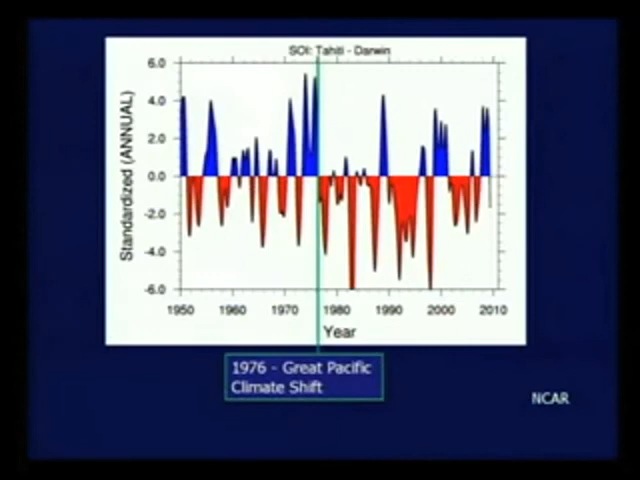 SOI: Tahiti - Darwin
Standardized (ANNUAL)
6.0
4.0
2.0
0.0
-2.0
-4.0
-6.0
1950 1960 1970 1980 1990 2000 2010
Year
1976 - Great Pacific
Climate Shift
NCAR